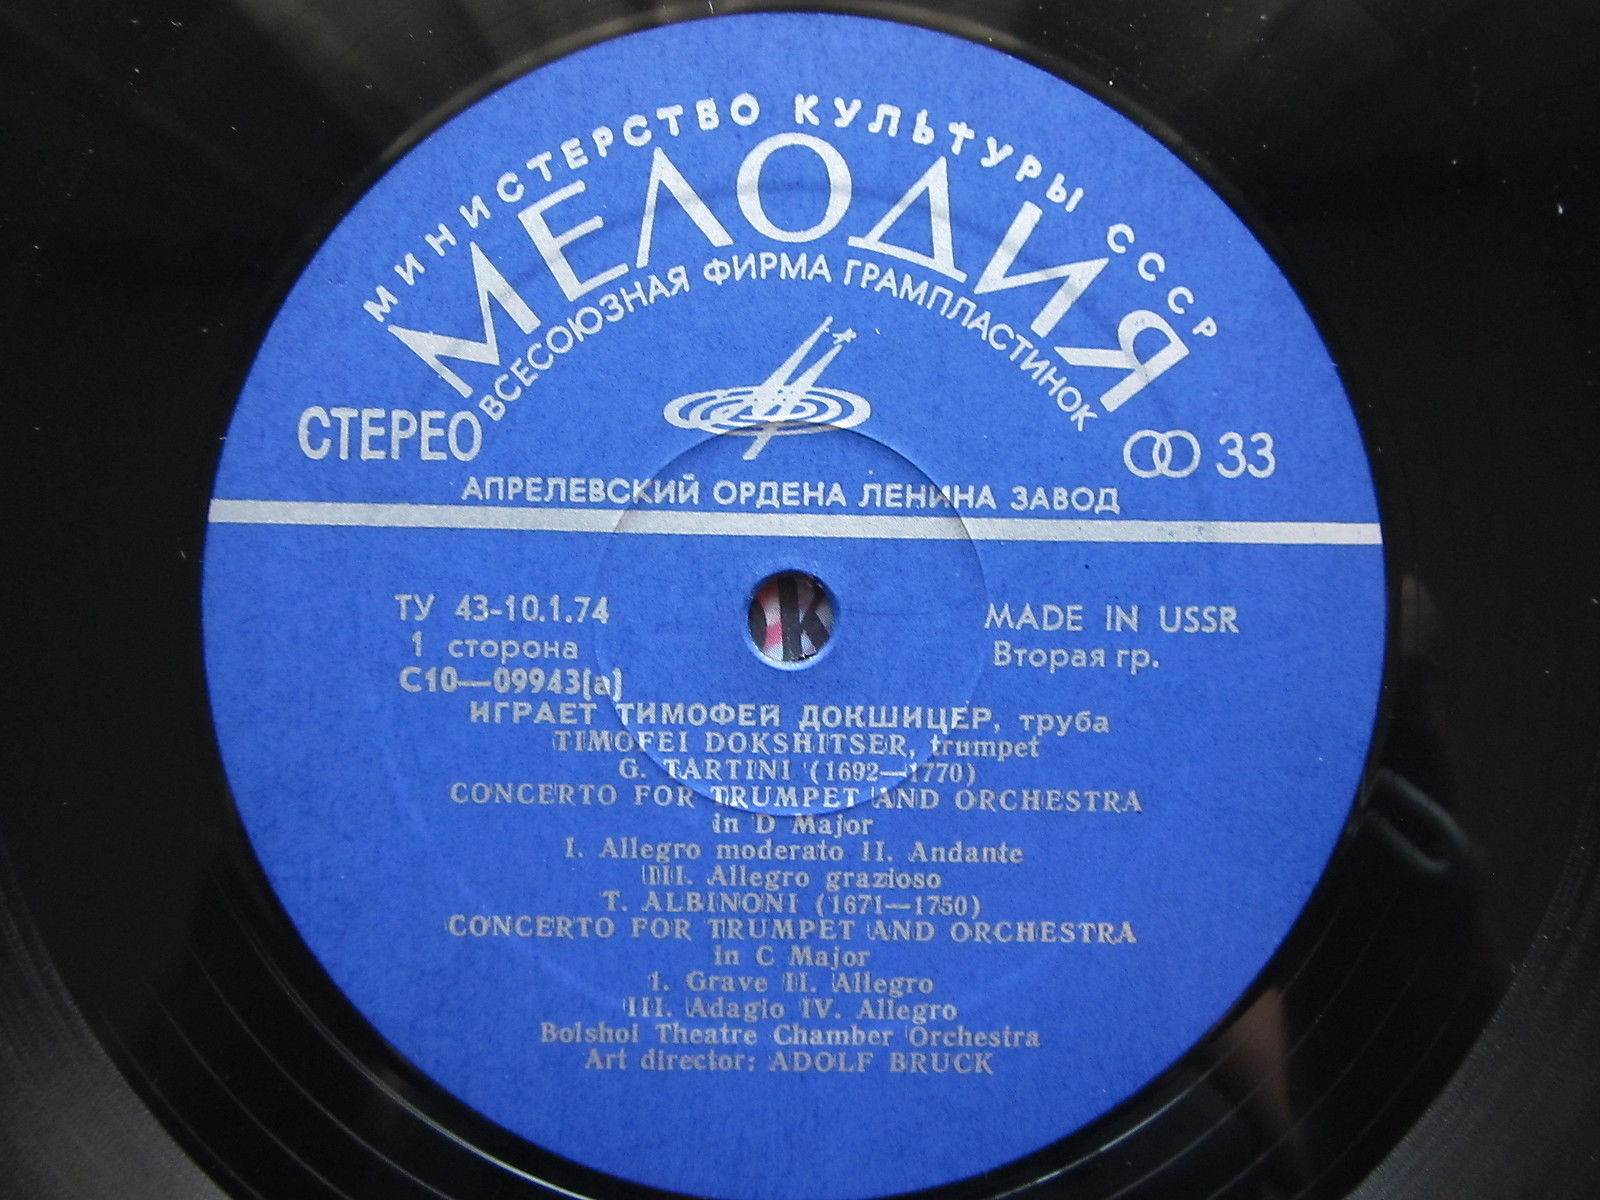 МИНИСТЕРСТВО КУЛЬТУРЫ СССР
МЕЛОДИЯ
ВСЕСОЮЗНАЯ ФИРМА ГРАМПЛАСТИНОК
СТЕРЕО
33
АПРЕЛЕВСКИЙ ОРДЕНА ЛЕНИНА ЗАВОД
ТУ 43-10.1.74
1 сторона
С10—09943(а)
MADE IN USSR
Вторая гр.
ИГРАЕТ ТИМОФЕЙ ДОКШИЦЕР, труба
TIMOFEI DOKSHITSER, trumpet
G. TARTINI (1692—1770)
CONCERTO FOR TRUMPET AND ORCHESTRA
in D Major
I. Allegro moderato II. Andante
III. Allegro grazioso
T. ALBINONI (1671—1750)
CONCERTO FOR TRUMPET AND ORCHESTRA
in C Major
I. Grave II. Allegro
III. Adagio IV. Allegro
Bolshoi Theatre Chamber Orchestra
Art director: ADOLF BRUCK